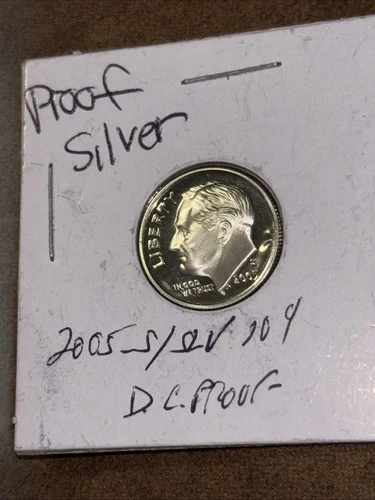 Proof
Silver
LIBERTY
IN GOD
WE TRUST
S
2005 S/SLV 10¢
D.C. PROOF